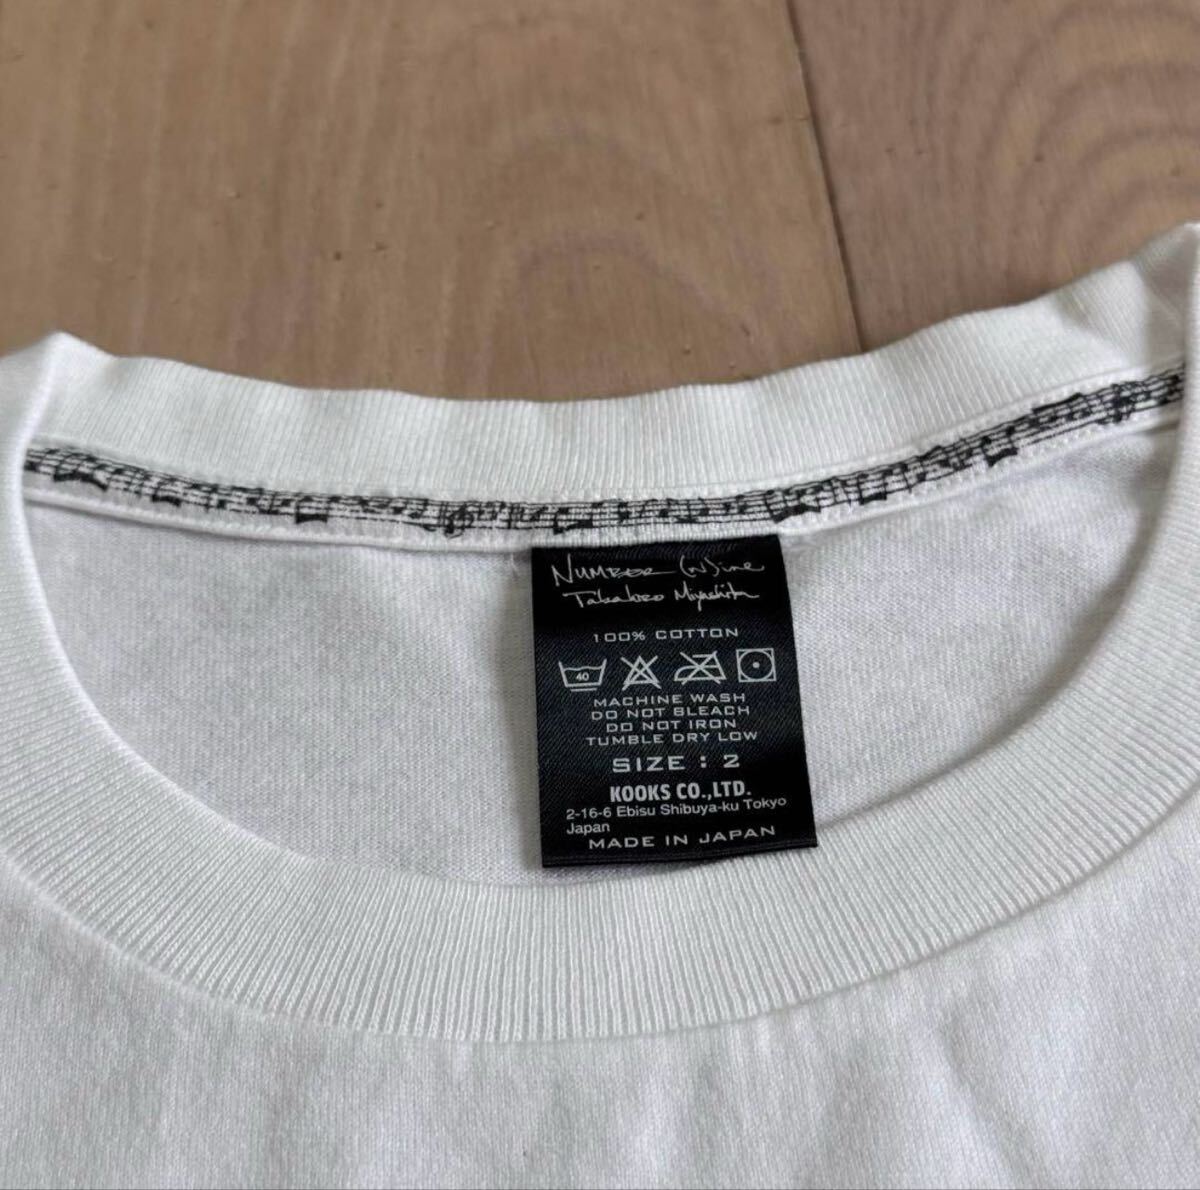 NUMBER (N)ine
Takahiro Miyashita
100% COTTON
40
MACHINE WASH
DO NOT BLEACH
DO NOT IRON
TUMBLE DRY LOW
SIZE : 2
KOOKS CO.,LTD.
2-16-6 Ebisu Shibuya-ku Tokyo
Japan
MADE IN JAPAN